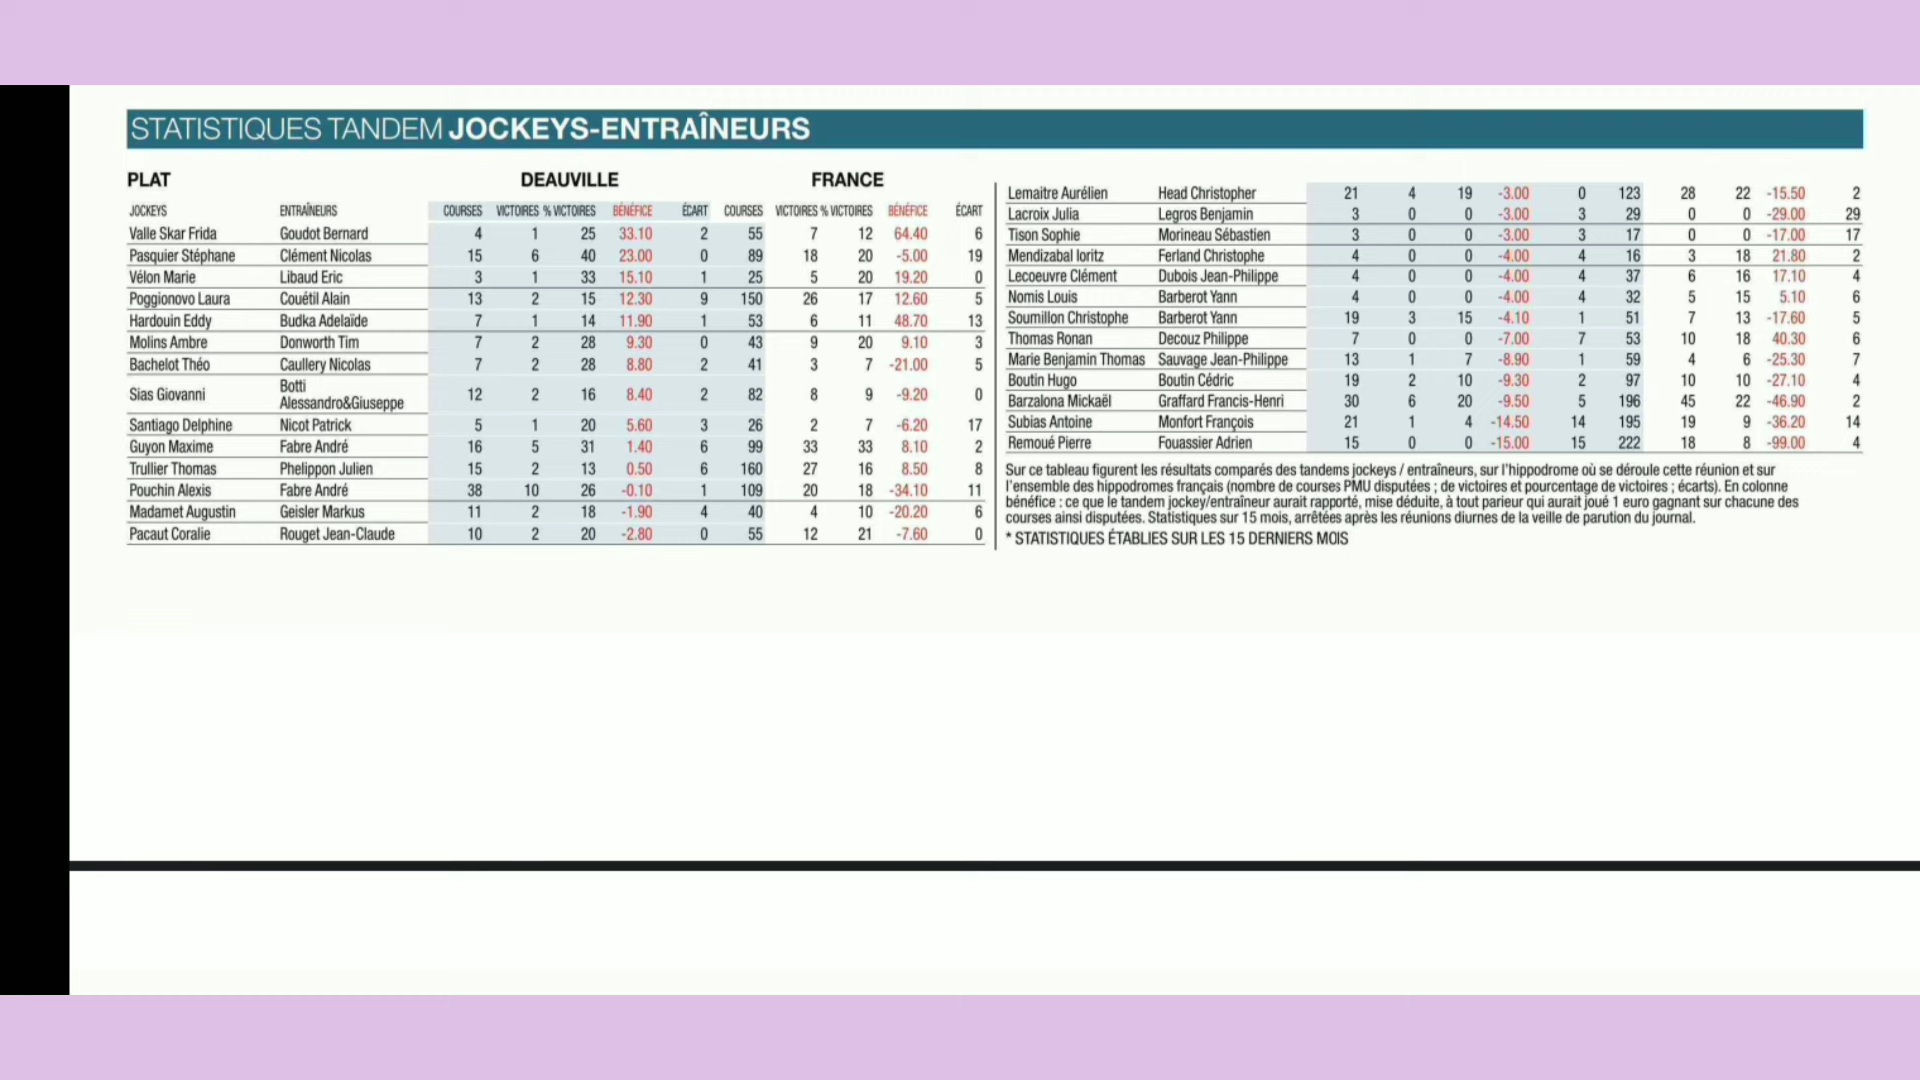 STATISTIQUES TANDEM JOCKEYS-ENTRAÎNEURS
PLAT DEAUVILLE FRANCE
JOCKEYS ENTRAÎNEURS COURSES VICTOIRES % VICTOIRES BÉNÉFICE ÉCART COURSES VICTOIRES % VICTOIRES BÉNÉFICE ÉCART
Valle Skar Frida Goudot Bernard 4 1 25 33.10 2 55 7 12 64.40 6
Pasquier Stéphane Clément Nicolas 15 6 40 23.00 0 89 18 20 -5.00 19
Vélon Marie Libaud Eric 3 1 33 15.10 1 25 5 20 19.20 0
Poggionovo Laura Couétil Alain 13 2 15 12.30 9 150 26 17 12.60 5
Hardouin Eddy Budka Adelaïde 7 1 14 11.90 1 53 6 11 48.70 13
Molins Ambre Donworth Tim 7 2 28 9.30 0 43 9 20 9.10 3
Bachelot Théo Caullery Nicolas 7 2 28 8.80 2 41 3 7 -21.00 5
Sias Giovanni Botti Alessandro&Giuseppe 12 2 16 8.40 2 82 8 9 -9.20 0
Santiago Delphine Nicot Patrick 5 1 20 5.60 3 26 2 7 -6.20 17
Guyon Maxime Fabre André 16 5 31 1.40 6 99 33 33 8.10 2
Trullier Thomas Phelippon Julien 15 2 13 0.50 6 160 27 16 8.50 8
Pouchin Alexis Fabre André 38 10 26 -0.10 1 109 20 18 -34.10 11
Madamet Augustin Geisler Markus 11 2 18 -1.90 4 40 4 10 -20.20 6
Pacaut Coralie Rouget Jean-Claude 10 2 20 -2.80 0 55 12 21 -7.60 0
Lemaitre Aurélien Head Christopher 21 4 19 -3.00 0 123 28 22 -15.50 2
Lacroix Julia Legros Benjamin 3 0 0 -3.00 3 29 0 0 -29.00 29
Tison Sophie Morineau Sébastien 3 0 0 -3.00 3 17 0 0 -17.00 17
Mendizabal Ioritz Ferland Christophe 4 0 0 -4.00 4 16 3 18 21.80 2
Lecoeuvre Clément Dubois Jean-Philippe 4 0 0 -4.00 4 37 6 16 17.10 4
Nomis Louis Barberot Yann 4 0 0 -4.00 4 32 5 15 5.10 6
Soumillon Christophe Barberot Yann 19 3 15 -4.10 1 51 7 13 -17.60 5
Thomas Ronan Decouz Philippe 7 0 0 -7.00 7 53 10 18 40.30 6
Marie Benjamin Thomas Sauvage Jean-Philippe 13 1 7 -8.90 1 59 4 6 -25.30 7
Boutin Hugo Boutin Cédric 19 2 10 -9.30 2 97 10 10 -27.10 4
Barzalona Mickaël Graffard Francis-Henri 30 6 20 -9.50 5 196 45 22 -46.90 2
Subias Antoine Monfort François 21 1 4 -14.50 14 195 19 9 -36.20 14
Remoué Pierre Fouassier Adrien 15 0 0 -15.00 15 222 18 8 -99.00 4
Sur ce tableau figurent les résultats comparés des tandems jockeys / entraîneurs, sur l'hippodrome où se déroule cette réunion et sur
l'ensemble des hippodromes français (nombre de courses PMU disputées ; de victoires et pourcentage de victoires ; écarts). En colonne
bénéfice : ce que le tandem jockey/entraîneur aurait rapporté, mise déduite, à tout parieur qui aurait joué 1 euro gagnant sur chacune des
courses ainsi disputées. Statistiques sur 15 mois, arrêtées après les réunions diurnes de la veille de parution du journal.
* STATISTIQUES ÉTABLIES SUR LES 15 DERNIERS MOIS